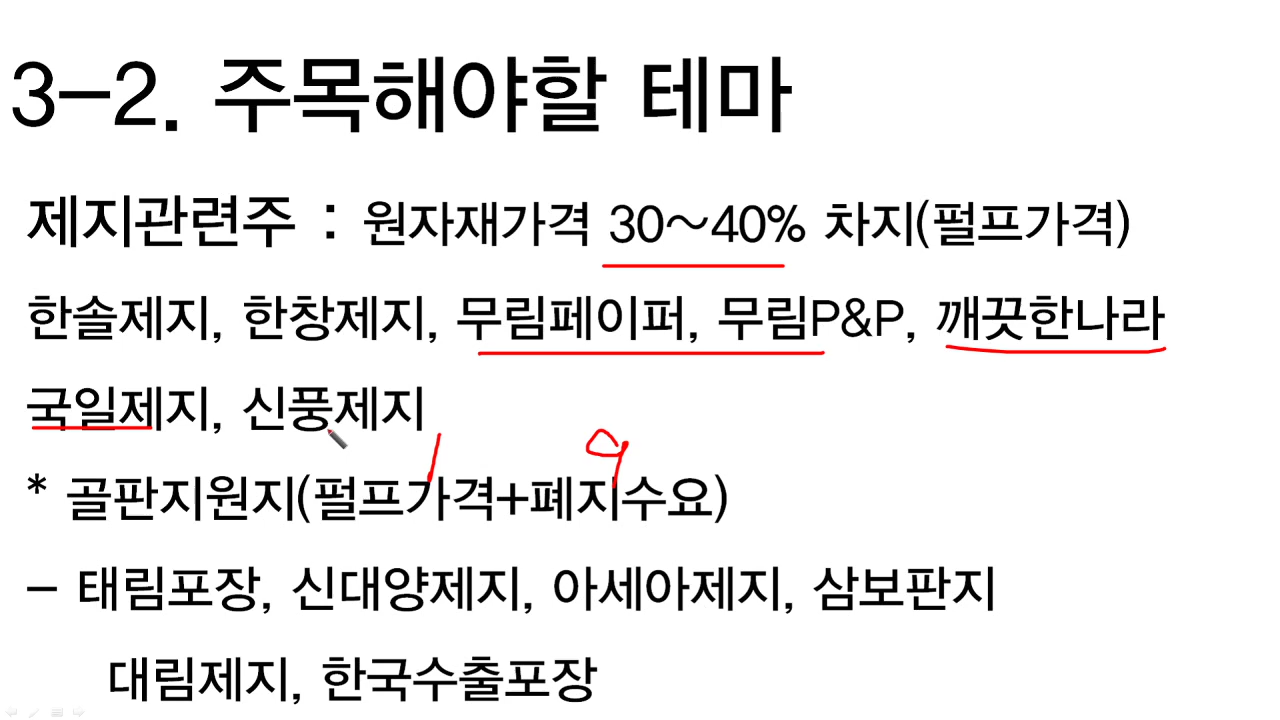 3-2. 주목해야할 테마
제지관련주 : 원자재가격 30~40% 차지(펄프가격)
한솔제지, 한창제지, 무림페이퍼, 무림P&P, 깨끗한나라
국일제지, 신풍제지
1 9
* 골판지원지(펄프가격+폐지수요)
- 태림포장, 신대양제지, 아세아제지, 삼보판지
대림제지, 한국수출포장